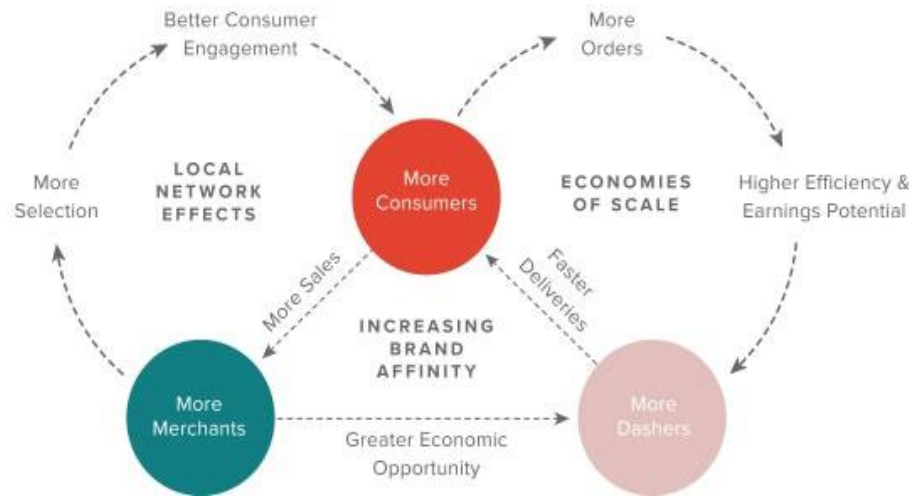 Better Consumer
Engagement
More
Orders
More
Selection
LOCAL
NETWORK
EFFECTS
More
Consumers
ECONOMIES
OF SCALE
Higher Efficiency &
Earnings Potential
More Sales
Faster
Deliveries
INCREASING
BRAND
AFFINITY
More
Merchants
More
Dashers
Greater Economic
Opportunity